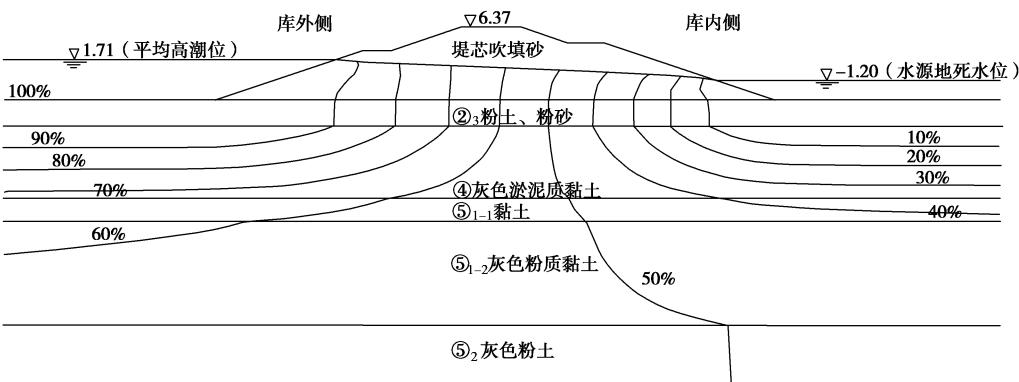 库外侧
▽6.37
库内侧
▽1.71（平均高潮位）
堤芯吹填砂
▽-1.20（水源地死水位）
100%
②3粉土、粉砂
90%
10%
80%
20%
70%
④灰色淤泥质黏土
30%
⑤1-1黏土
40%
60%
⑤1-2灰色粉质黏土
50%
⑤2灰色粉土